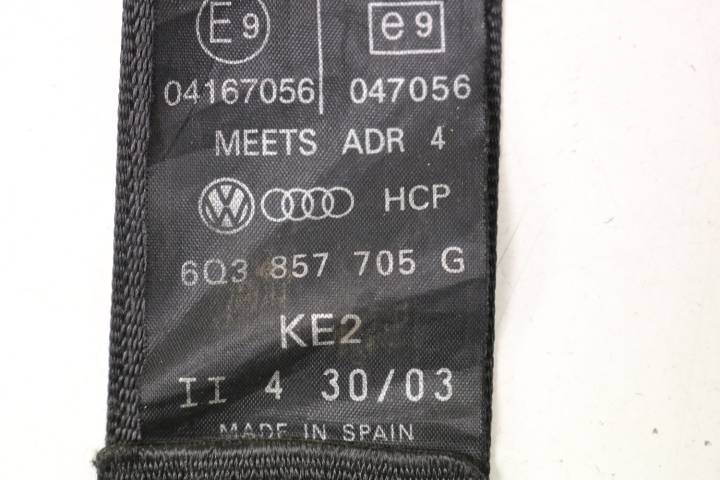 E9 e9
04167056 047056
MEETS ADR 4
VW HCP
6Q3 857 705 G
KE2
II 4 30/03
MADE IN SPAIN